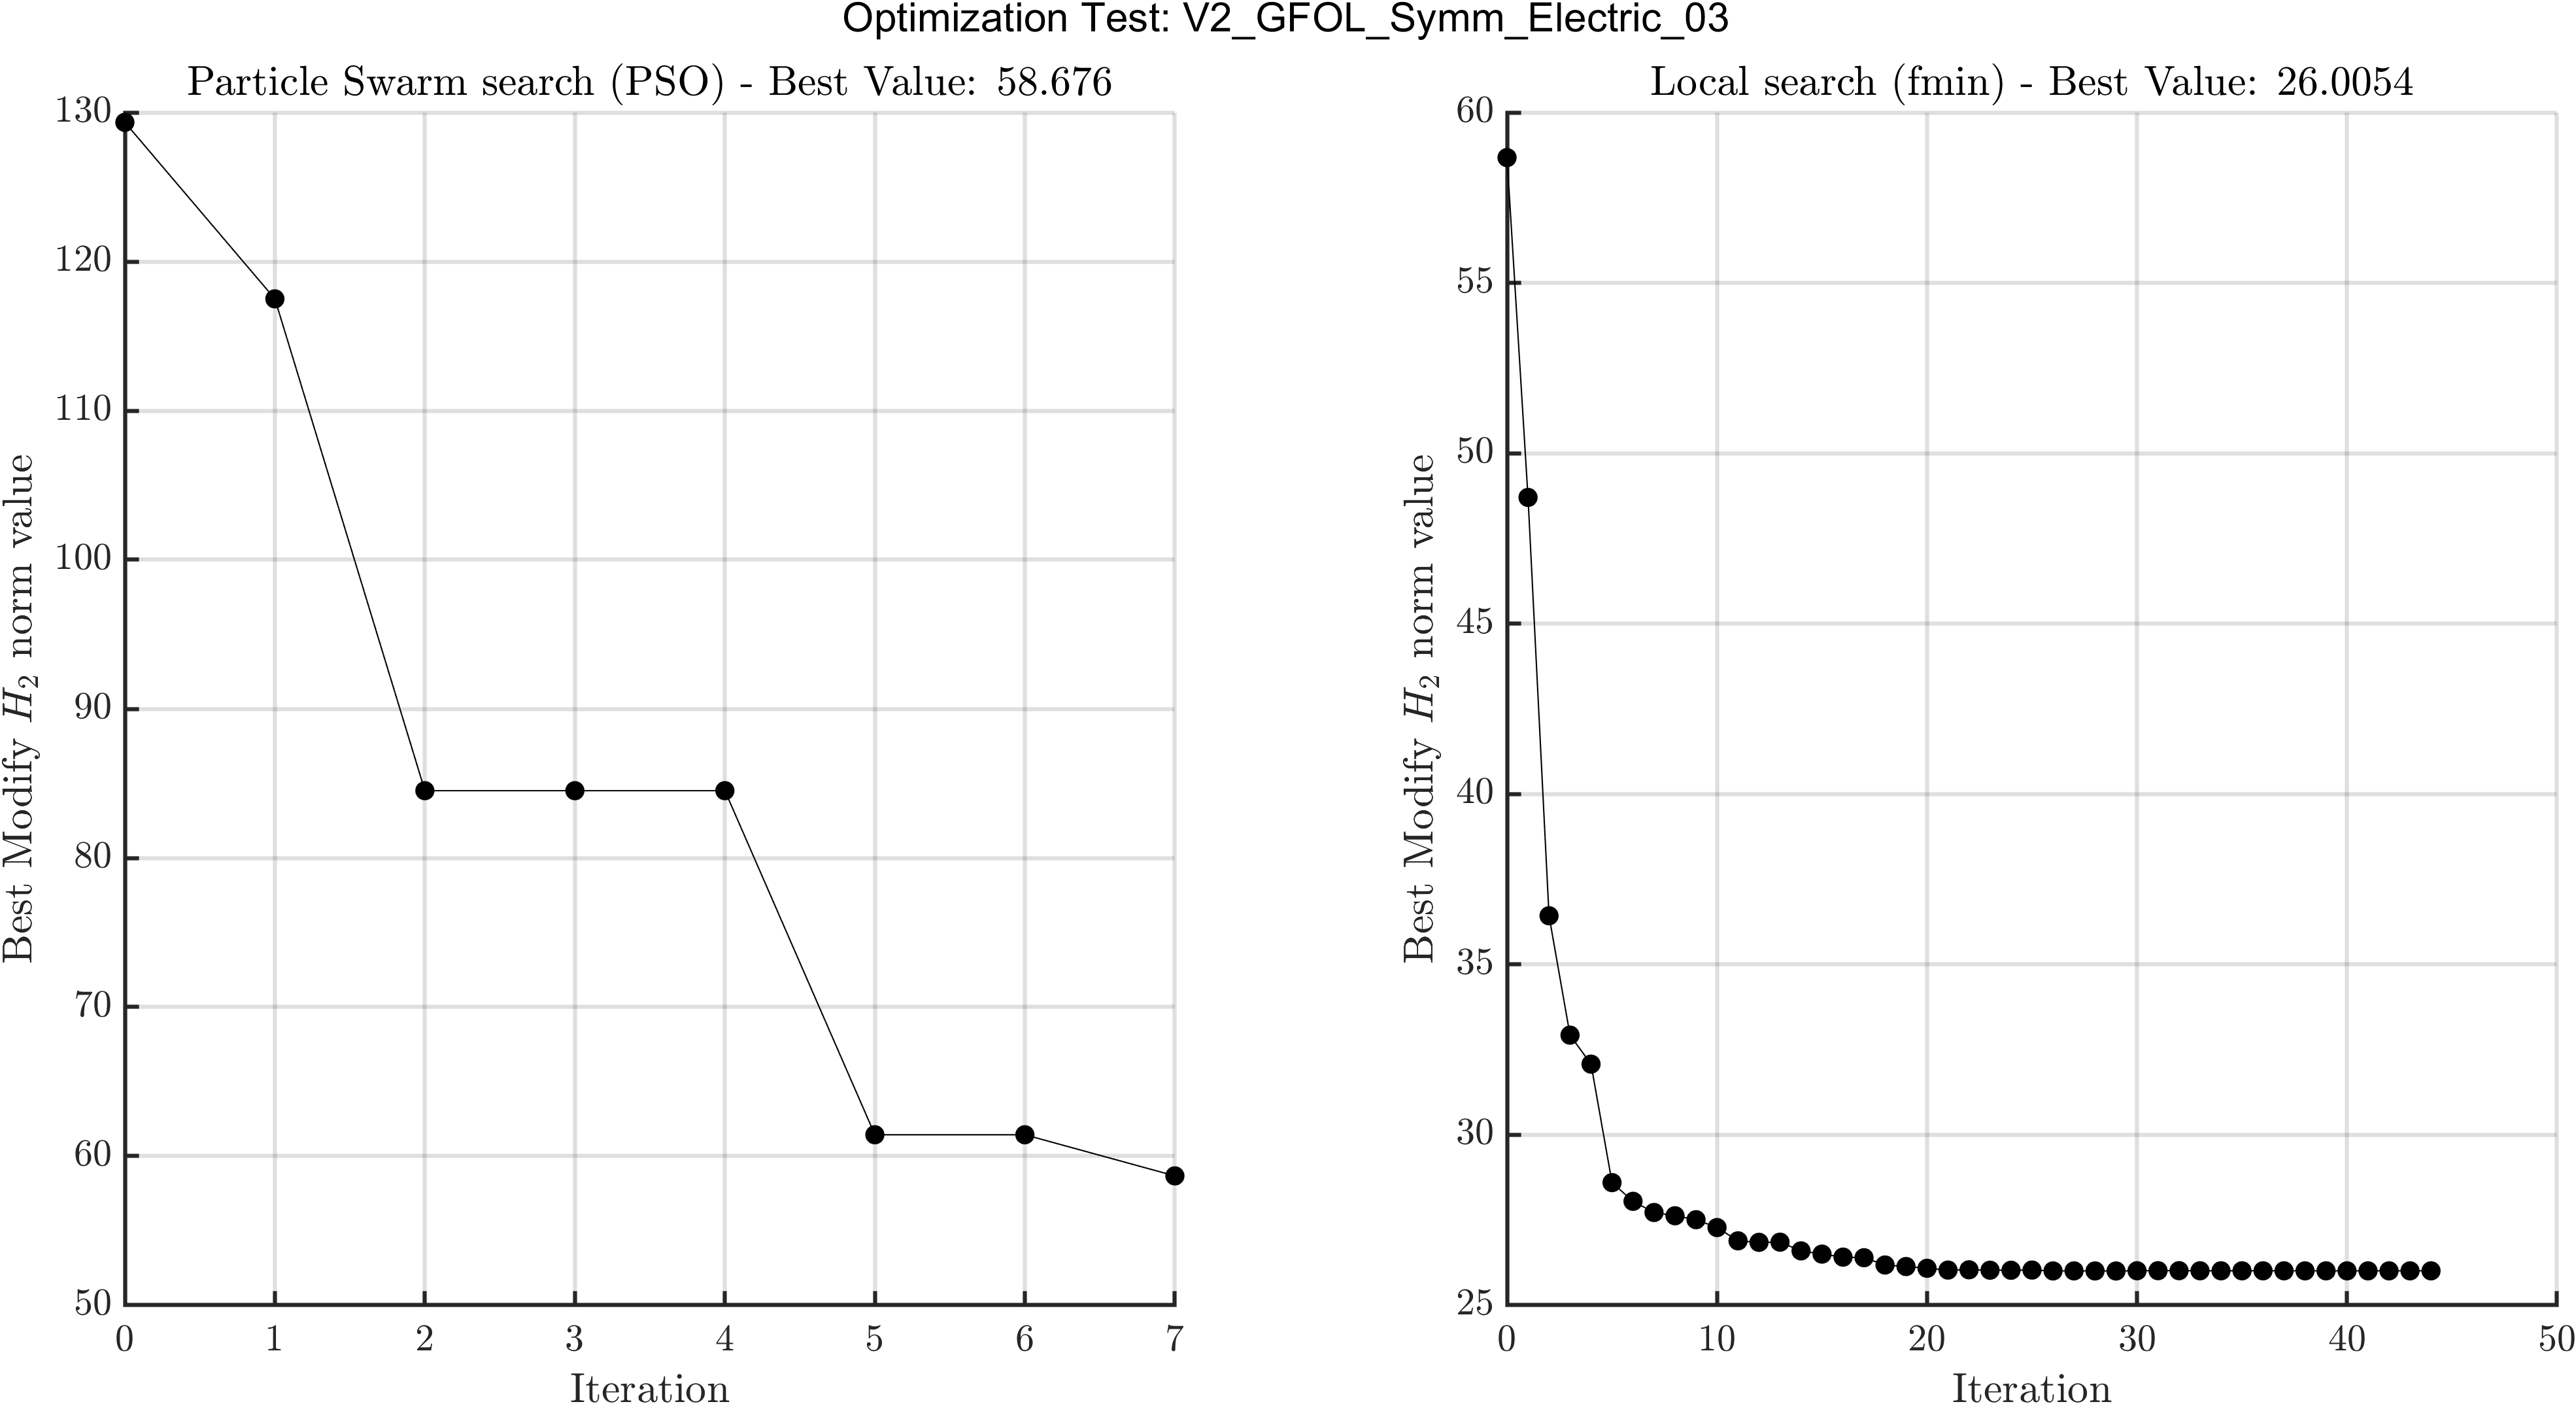 Optimization Test: V2_GFOL_Symm_Electric_03
Particle Swarm search (PSO) - Best Value: 58.676
130
120
110
100
90
80
70
60
50
Best Modify H2 norm value
0 1 2 3 4 5 6 7
Iteration
Local search (fmin) - Best Value: 26.0054
60
55
50
45
40
35
30
25
Best Modify H2 norm value
0 10 20 30 40 50
Iteration